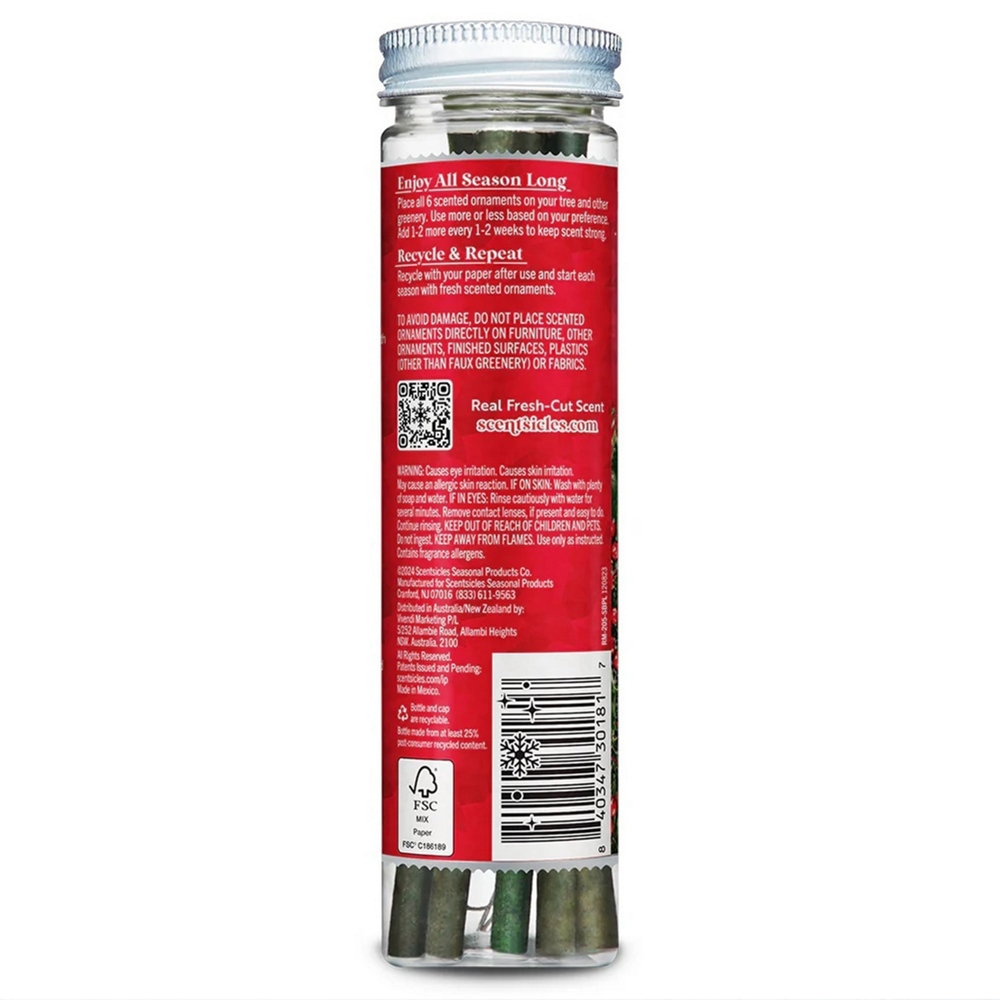 Enjoy All Season Long
Place all 6 scented ornaments on your tree and other
greenery. Use more or less based on your preference.
Add 1-2 more every 1-2 weeks to keep scent strong.
Recycle & Repeat
Recycle with your paper after use and start each
season with fresh scented ornaments.
TO AVOID DAMAGE, DO NOT PLACE SCENTED
ORNAMENTS DIRECTLY ON FURNITURE, OTHER
ORNAMENTS, FINISHED SURFACES, PLASTICS
(OTHER THAN FAUX GREENERY) OR FABRICS.
Real Fresh-Cut Scent
scentsicles.com
WARNING: Causes eye irritation. Causes skin irritation.
May cause an allergic skin reaction. IF ON SKIN: Wash with plenty
of soap and water. IF IN EYES: Rinse cautiously with water for
several minutes. Remove contact lenses, if present and easy to do.
Continue rinsing. KEEP OUT OF REACH OF CHILDREN AND PETS.
Do not ingest. KEEP AWAY FROM FLAMES. Use only as instructed.
Contains fragrance allergens.
©2024 Scentsicles Seasonal Products Co.
Manufactured for Scentsicles Seasonal Products
Cranford, NJ 07016 (833) 611-9563
Distributed in Australia/New Zealand by:
Vivendi Marketing P/L
5/252 Allambie Road, Allambi Heights
NSW. Australia. 2100
All Rights Reserved.
Patents Issued and Pending:
scentsicles.com/ip
Made in Mexico.
Bottle and cap
are recyclable.
Bottle made from at least 25%
post-consumer recycled content.
FSC
MIX
Paper
FSC® C186189
RM-205-SBPL 120823
8 40347 30181 7